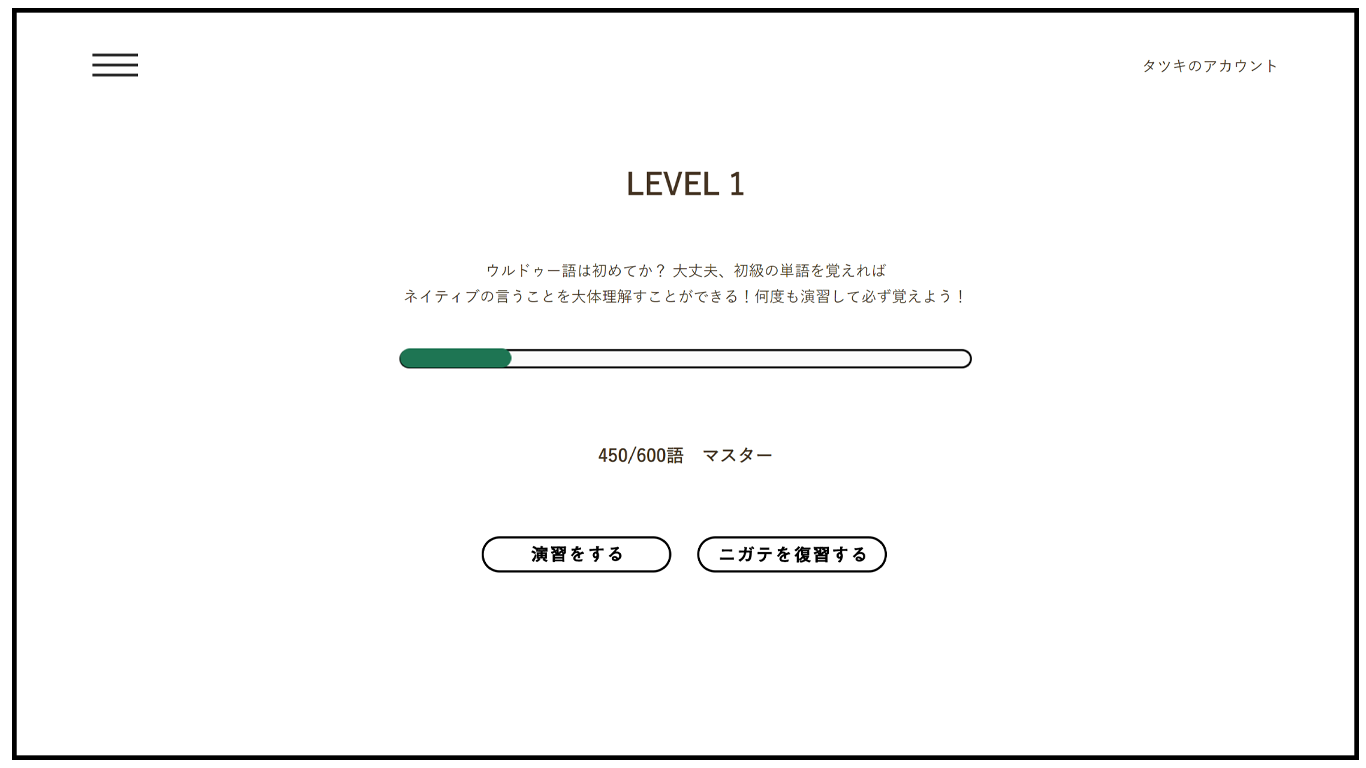 タツキのアカウント
LEVEL 1
ウルドゥー語は初めてか？ 大丈夫、初級の単語を覚えれば
ネイティブの言うことを大体理解すことができる！何度も演習して必ず覚えよう！
450/600語　マスター
演習をする
ニガテを復習する